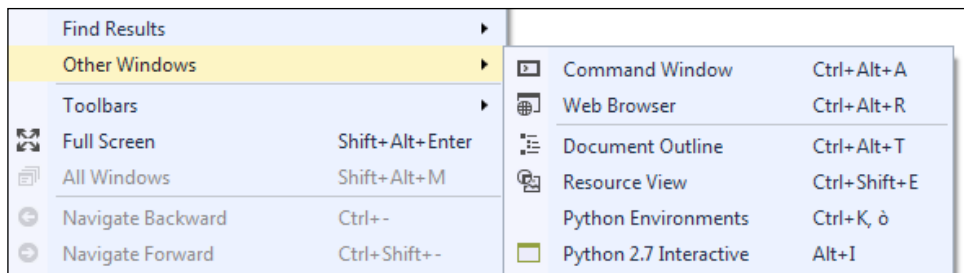 Find Results
Other Windows
Toolbars
Full Screen Shift+Alt+Enter
All Windows Shift+Alt+M
Navigate Backward Ctrl+-
Navigate Forward Ctrl+Shift+-
Command Window Ctrl+Alt+A
Web Browser Ctrl+Alt+R
Document Outline Ctrl+Alt+T
Resource View Ctrl+Shift+E
Python Environments Ctrl+K, ò
Python 2.7 Interactive Alt+I